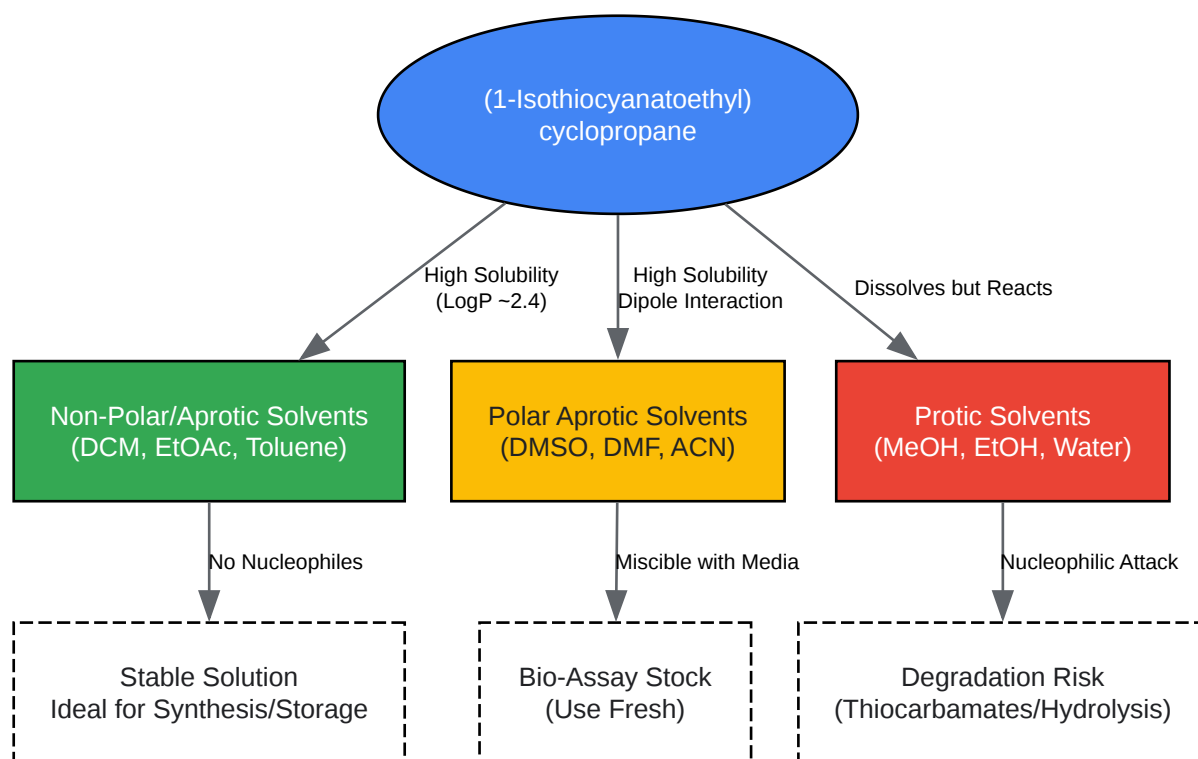 (1-Isothiocyanatoethyl)
cyclopropane
High Solubility
(LogP ~2.4)
High Solubility
Dipole Interaction
Dissolves but Reacts
Non-Polar/Aprotic Solvents
(DCM, EtOAc, Toluene)
Polar Aprotic Solvents
(DMSO, DMF, ACN)
Protic Solvents
(MeOH, EtOH, Water)
No Nucleophiles
Miscible with Media
Nucleophilic Attack
Stable Solution
Ideal for Synthesis/Storage
Bio-Assay Stock
(Use Fresh)
Degradation Risk
(Thiocarbamates/Hydrolysis)